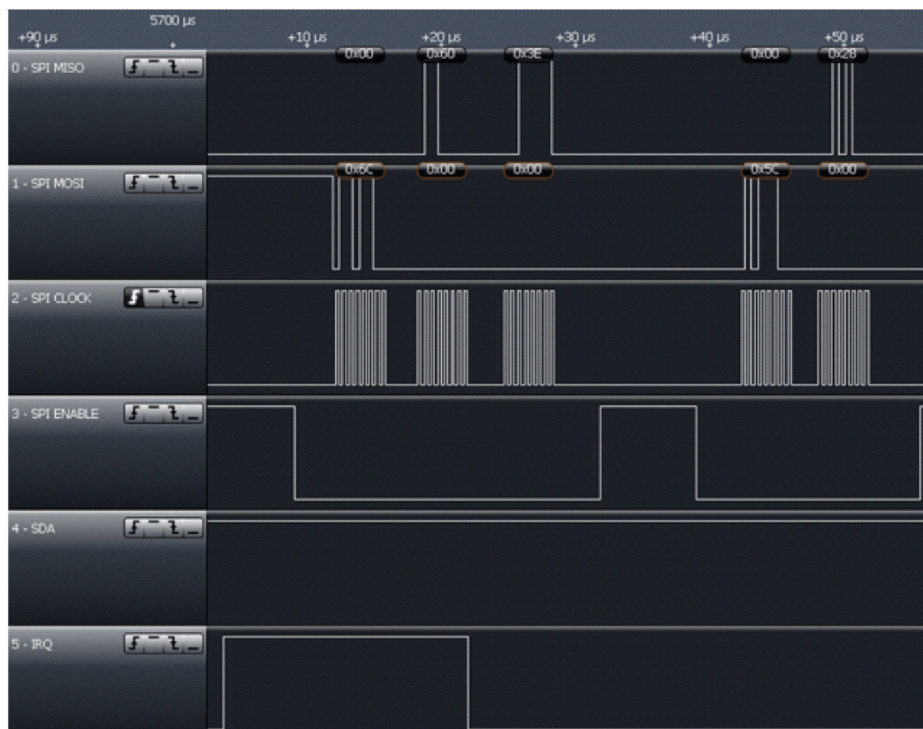 5700 µs
+90 µs +10 µs +20 µs +30 µs +40 µs +50 µs
0 - SPI MISO 0x00 0x60 0x3E 0x00 0x28
1 - SPI MOSI 0x6C 0x00 0x00 0x5C 0x00
2 - SPI CLOCK
3 - SPI ENABLE
4 - SDA
5 - IRQ